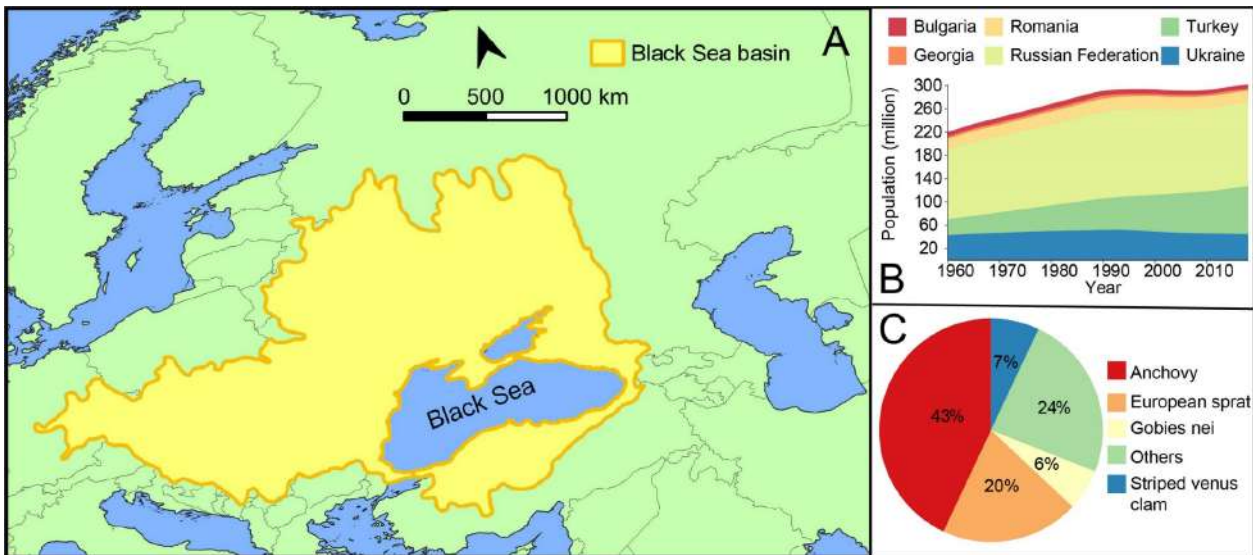 A
Black Sea basin
0 500 1000 km
Black Sea
Bulgaria Romania Turkey
Georgia Russian Federation Ukraine
Population (million)
300
260
220
180
140
100
60
20
1960 1970 1980 1990 2000 2010
Year
B
C
7%
24%
6%
20%
43%
Anchovy
European sprat
Gobies nei
Others
Striped venus
clam